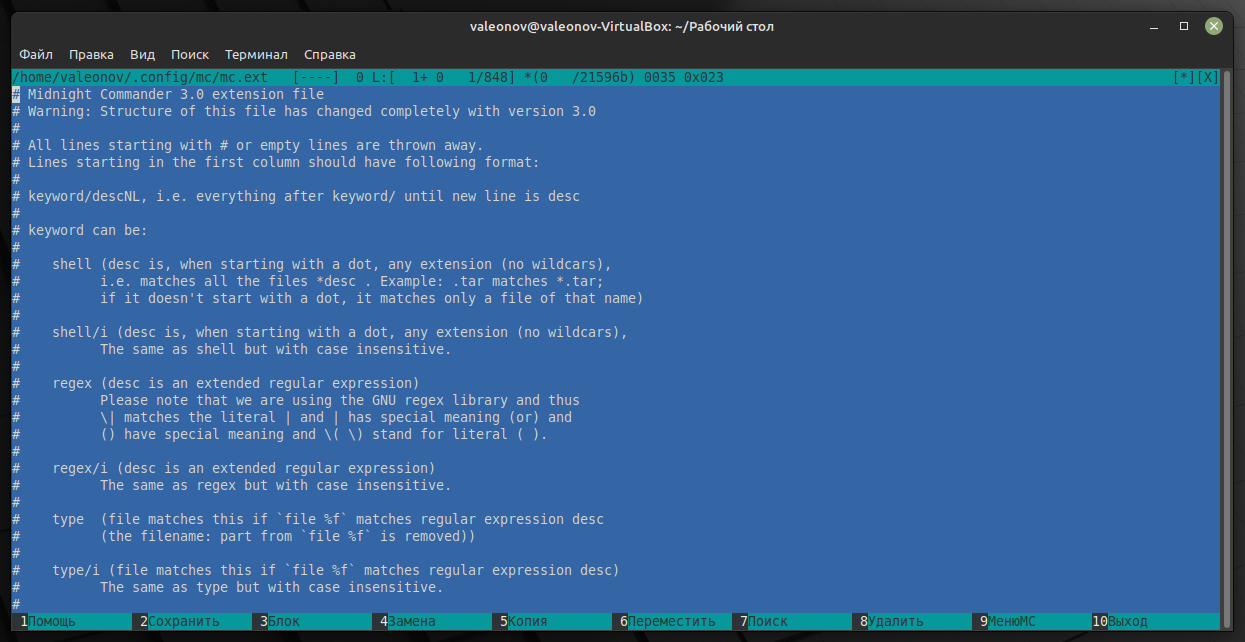 valeonov@valeonov-VirtualBox: ~/Рабочий стол
Файл Правка Вид Поиск Терминал Справка
/home/valeonov/.config/mc/mc.ext   [----]  0 L:[  1+ 0   1/848] *(0   /21596b) 0035 0x023 [*][X]
# Midnight Commander 3.0 extension file
# Warning: Structure of this file has changed completely with version 3.0
#
# All lines starting with # or empty lines are thrown away.
# Lines starting in the first column should have following format:
#
# keyword/descNL, i.e. everything after keyword/ until new line is desc
#
# keyword can be:
#
#    shell (desc is, when starting with a dot, any extension (no wildcars),
#          i.e. matches all the files *desc . Example: .tar matches *.tar;
#          if it doesn't start with a dot, it matches only a file of that name)
#
#    shell/i (desc is, when starting with a dot, any extension (no wildcars),
#          The same as shell but with case insensitive.
#
#    regex (desc is an extended regular expression)
#          Please note that we are using the GNU regex library and thus
#          \| matches the literal | and | has special meaning (or) and
#          () have special meaning and \( \) stand for literal ( ).
#
#    regex/i (desc is an extended regular expression)
#          The same as regex but with case insensitive.
#
#    type  (file matches this if `file %f` matches regular expression desc
#          (the filename: part from `file %f` is removed))
#
#    type/i (file matches this if `file %f` matches regular expression desc)
#          The same as type but with case insensitive.
#
1Помощь 2Сохранить 3Блок 4Замена 5Копия 6Переместить 7Поиск 8Удалить 9МенюMC 10Выход